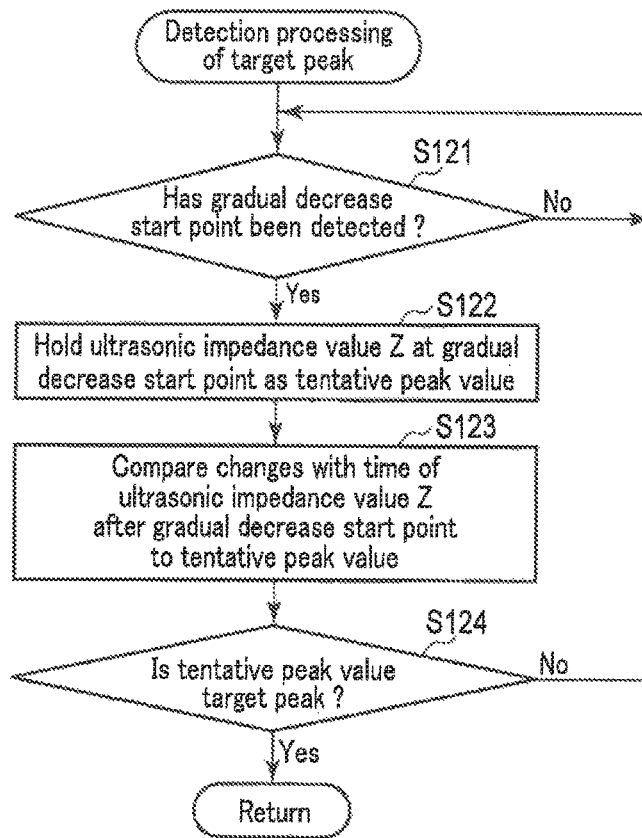 Detection processing
of target peak
S121
Has gradual decrease
start point been detected ?
No
Yes
S122
Hold ultrasonic impedance value Z at gradual
decrease start point as tentative peak value
S123
Compare changes with time of
ultrasonic impedance value Z
after gradual decrease start point
to tentative peak value
S124
Is tentative peak value
target peak ?
No
Yes
Return